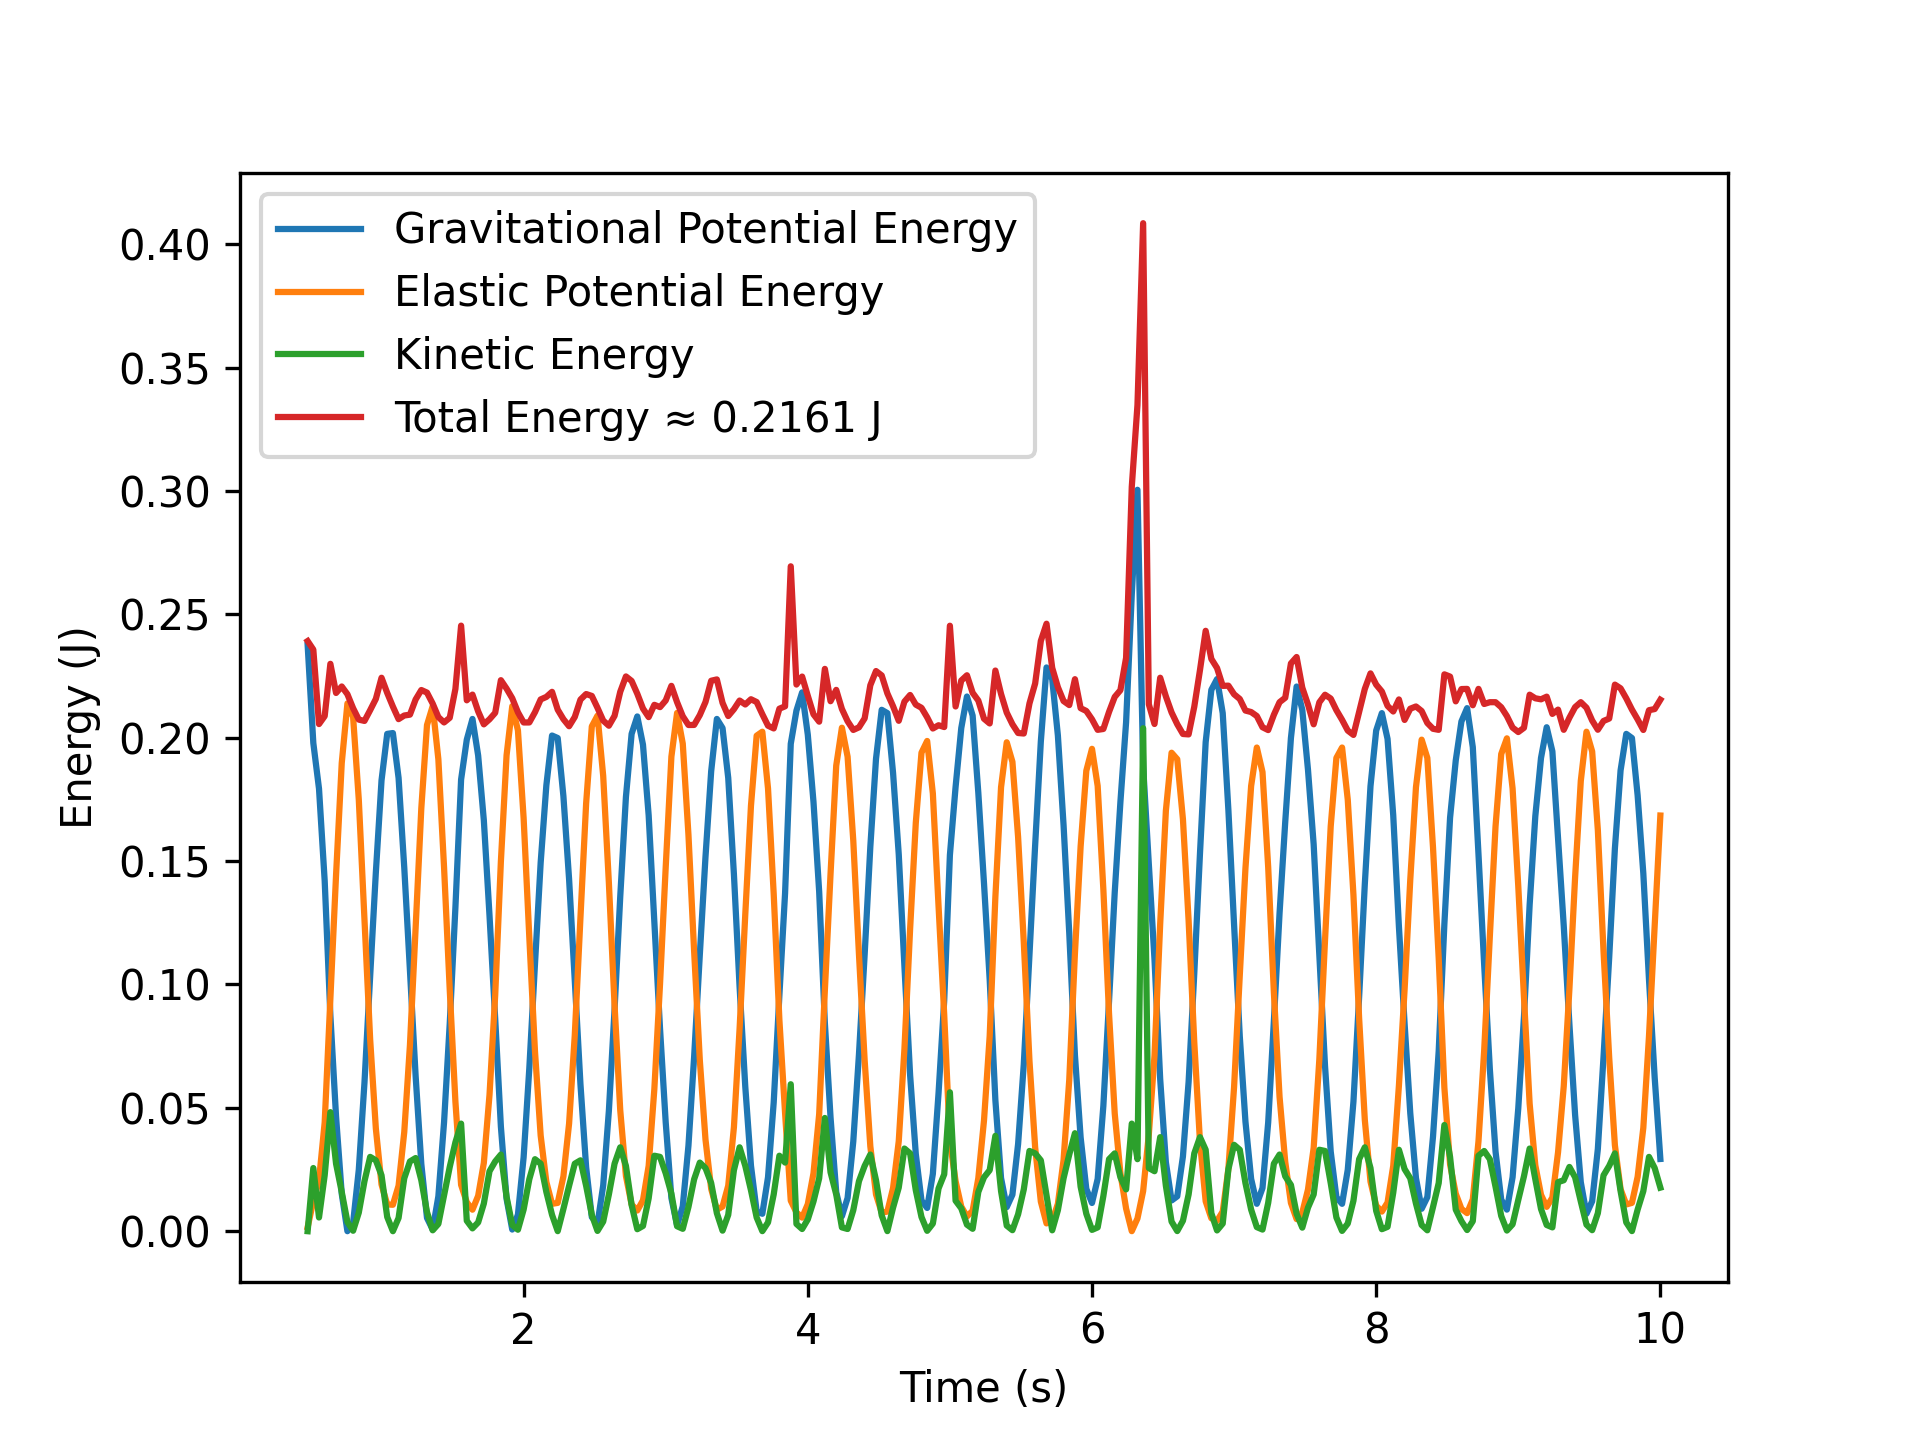 Gravitational Potential Energy
Elastic Potential Energy
Kinetic Energy
Total Energy ≈ 0.2161 J
0.40
0.35
0.30
0.25
0.20
0.15
0.10
0.05
0.00
Energy (J)
2 4 6 8 10
Time (s)